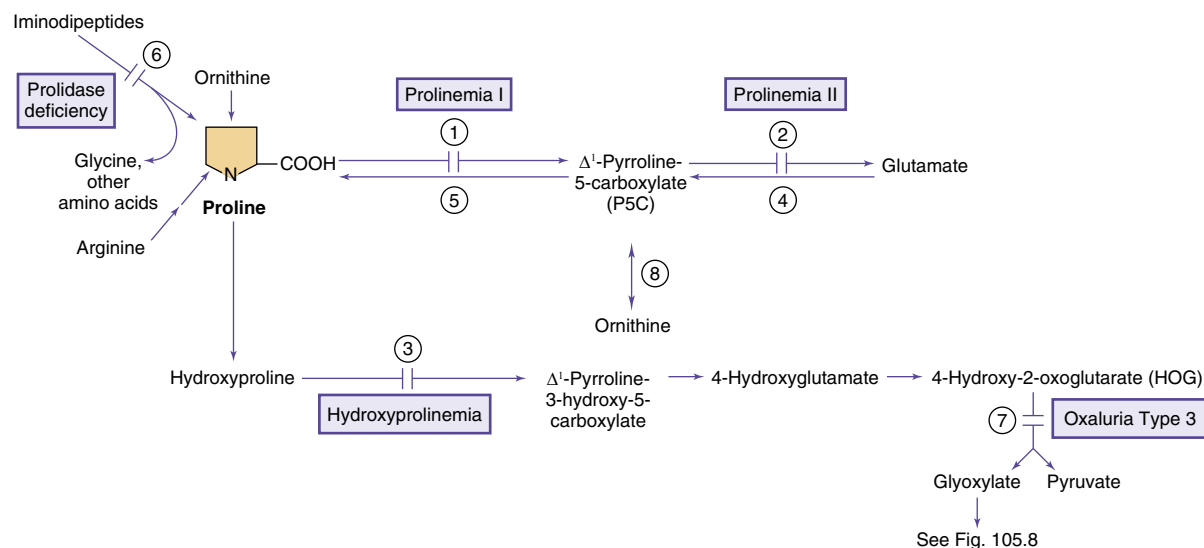 Iminodipeptides
6
Prolidase
deficiency
Ornithine
Glycine,
other
amino acids
N
COOH
Proline
Arginine
Prolinemia I
1
5
Δ¹-Pyrroline-
5-carboxylate
(P5C)
Prolinemia II
2
4
Glutamate
8
Ornithine
Hydroxyproline
3
Hydroxyprolinemia
Δ¹-Pyrroline-
3-hydroxy-5-
carboxylate
4-Hydroxyglutamate
4-Hydroxy-2-oxoglutarate (HOG)
7
Oxaluria Type 3
Glyoxylate
Pyruvate
See Fig. 105.8